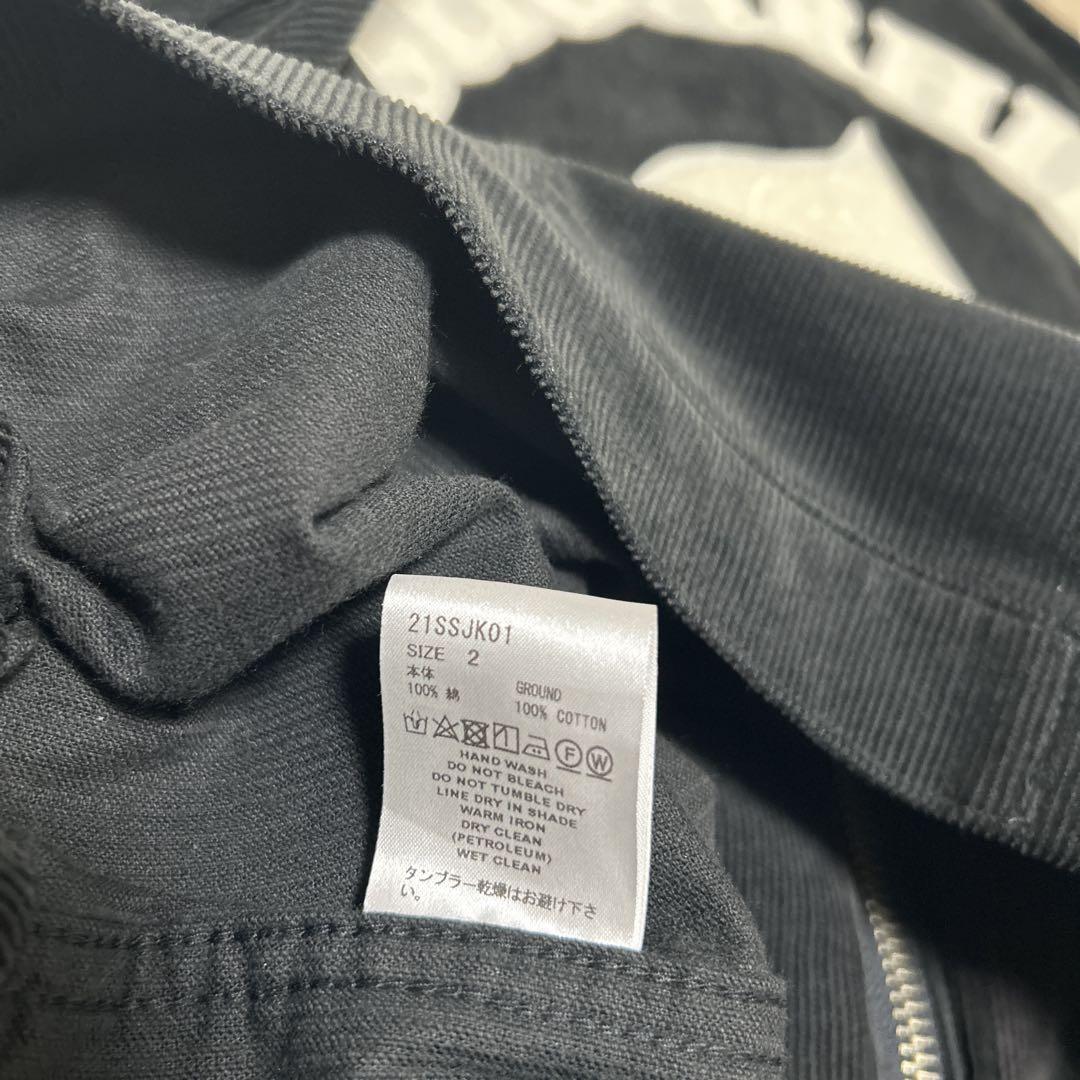 21SSJK01
SIZE 2
本体
100% 綿
GROUND
100% COTTON
F W
HAND WASH
DO NOT BLEACH
DO NOT TUMBLE DRY
LINE DRY IN SHADE
WARM IRON
DRY CLEAN
(PETROLEUM)
WET CLEAN
タンブラー乾燥はお避け下さ
い。